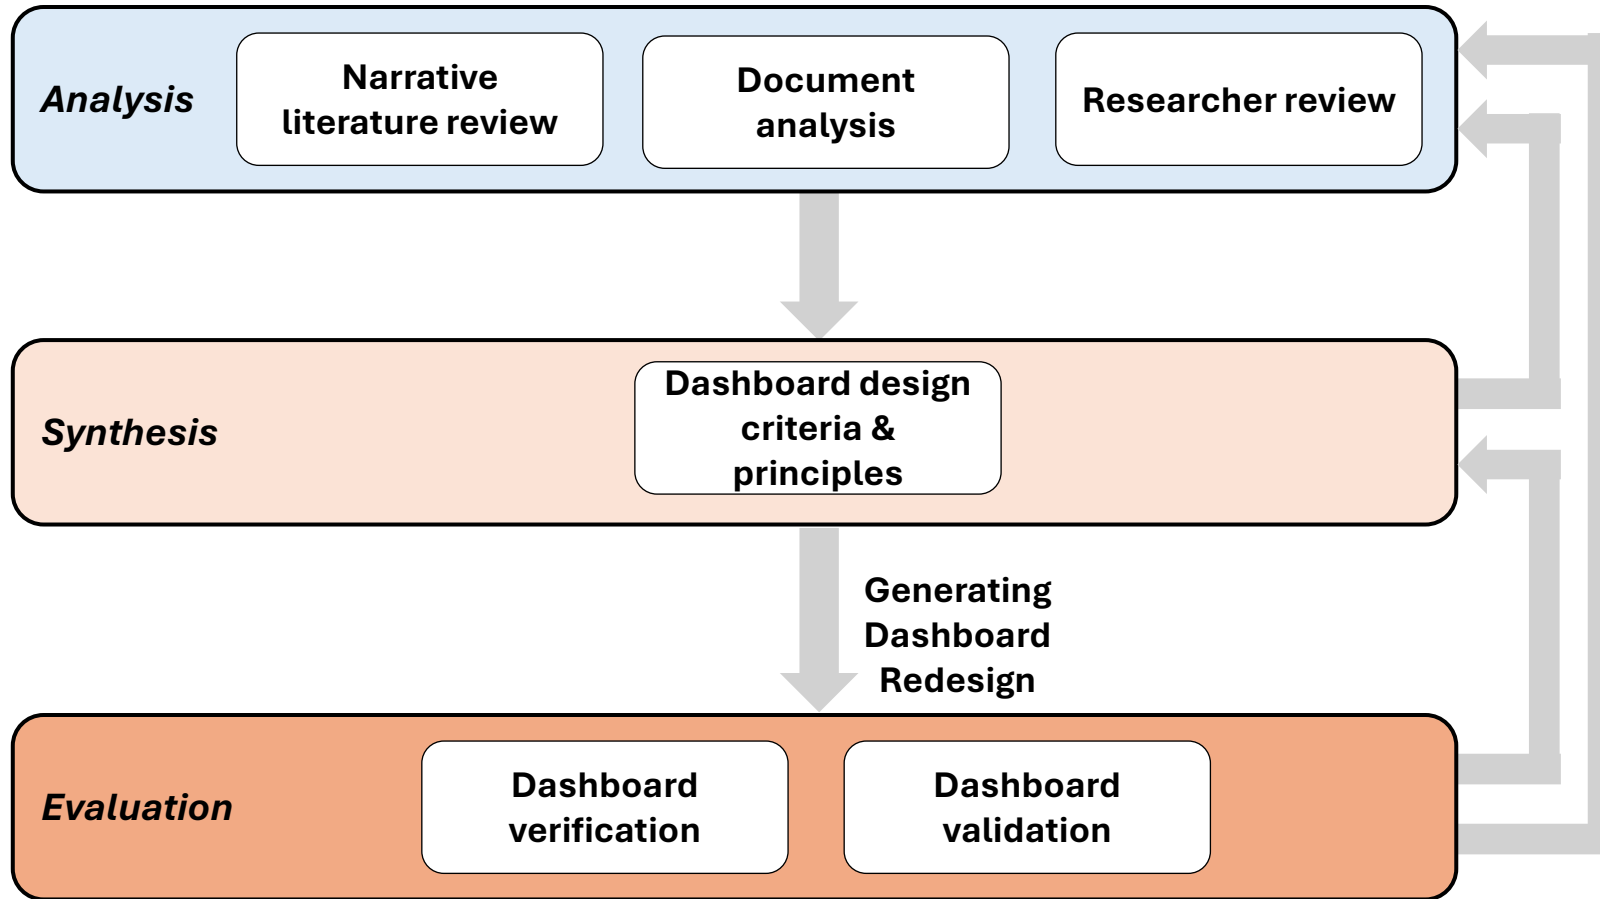 Analysis
Narrative
literature review
Document
analysis
Researcher review
Synthesis
Dashboard design
criteria &
principles
Generating
Dashboard
Redesign
Evaluation
Dashboard
verification
Dashboard
validation